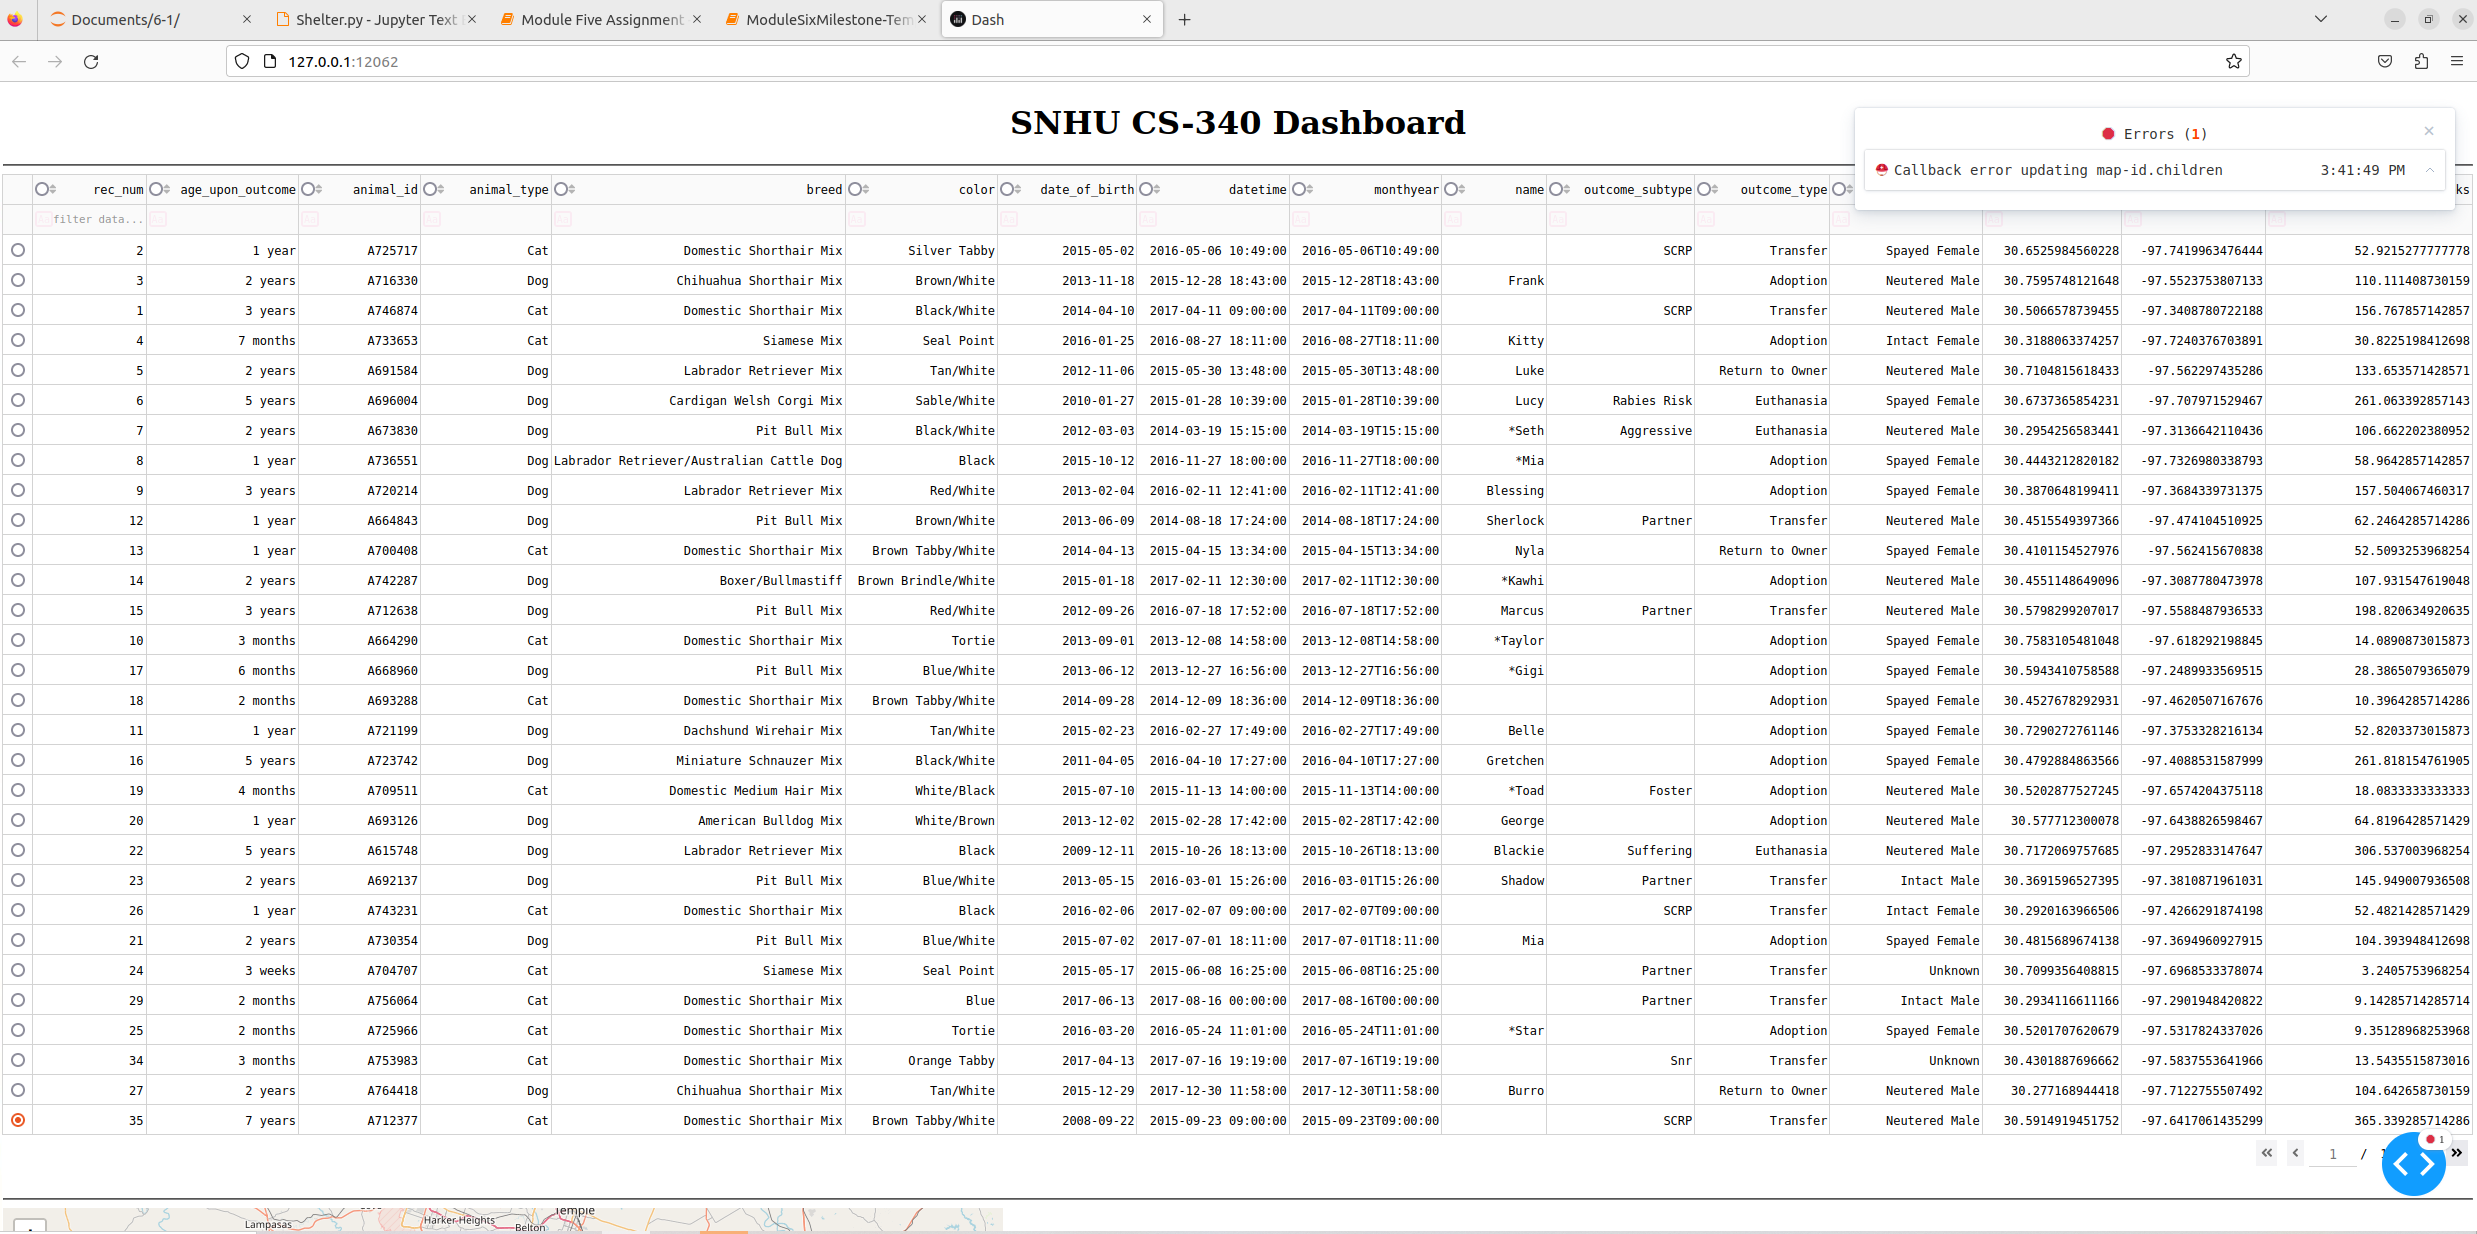 Documents/6-1/ Shelter.py - Jupyter Text Module Five Assignment ModuleSixMilestone-Tem Dash
127.0.0.1:12062
SNHU CS-340 Dashboard
Errors (1)
Callback error updating map-id.children 3:41:49 PM
rec_num age_upon_outcome animal_id animal_type breed color date_of_birth datetime monthyear name outcome_subtype outcome_type ks
filter data...
2 1 year A725717 Cat Domestic Shorthair Mix Silver Tabby 2015-05-02 2016-05-06 10:49:00 2016-05-06T10:49:00 SCRP Transfer Spayed Female 30.6525984560228 -97.7419963476444 52.9215277777778
3 2 years A716330 Dog Chihuahua Shorthair Mix Brown/White 2013-11-18 2015-12-28 18:43:00 2015-12-28T18:43:00 Frank Adoption Neutered Male 30.7595748121648 -97.5523753807133 110.111408730159
1 3 years A746874 Cat Domestic Shorthair Mix Black/White 2014-04-10 2017-04-11 09:00:00 2017-04-11T09:00:00 SCRP Transfer Neutered Male 30.5066578739455 -97.3408780722188 156.767857142857
4 7 months A733653 Cat Siamese Mix Seal Point 2016-01-25 2016-08-27 18:11:00 2016-08-27T18:11:00 Kitty Adoption Intact Female 30.3188063374257 -97.7240376703891 30.8225198412698
5 2 years A691584 Dog Labrador Retriever Mix Tan/White 2012-11-06 2015-05-30 13:48:00 2015-05-30T13:48:00 Luke Return to Owner Neutered Male 30.7104815618433 -97.562297435286 133.653571428571
6 5 years A696004 Dog Cardigan Welsh Corgi Mix Sable/White 2010-01-27 2015-01-28 10:39:00 2015-01-28T10:39:00 Lucy Rabies Risk Euthanasia Spayed Female 30.6737365854231 -97.707971529467 261.063392857143
7 2 years A673830 Dog Pit Bull Mix Black/White 2012-03-03 2014-03-19 15:15:00 2014-03-19T15:15:00 *Seth Aggressive Euthanasia Neutered Male 30.2954256583441 -97.3136642110436 106.662202380952
8 1 year A736551 Dog Labrador Retriever/Australian Cattle Dog Black 2015-10-12 2016-11-27 18:00:00 2016-11-27T18:00:00 *Mia Adoption Spayed Female 30.4443212820182 -97.7326980338793 58.9642857142857
9 3 years A720214 Dog Labrador Retriever Mix Red/White 2013-02-04 2016-02-11 12:41:00 2016-02-11T12:41:00 Blessing Adoption Spayed Female 30.3870648199411 -97.3684339731375 157.504067460317
12 1 year A664843 Dog Pit Bull Mix Brown/White 2013-06-09 2014-08-18 17:24:00 2014-08-18T17:24:00 Sherlock Partner Transfer Neutered Male 30.4515549397366 -97.474104510925 62.2464285714286
13 1 year A700408 Cat Domestic Shorthair Mix Brown Tabby/White 2014-04-13 2015-04-15 13:34:00 2015-04-15T13:34:00 Nyla Return to Owner Spayed Female 30.4101154527976 -97.562415670838 52.5093253968254
14 2 years A742287 Dog Boxer/Bullmastiff Brown Brindle/White 2015-01-18 2017-02-11 12:30:00 2017-02-11T12:30:00 *Kawhi Adoption Neutered Male 30.4551148649096 -97.3087780473978 107.931547619048
15 3 years A712638 Dog Pit Bull Mix Red/White 2012-09-26 2016-07-18 17:52:00 2016-07-18T17:52:00 Marcus Partner Transfer Neutered Male 30.5798299207017 -97.5588487936533 198.820634920635
10 3 months A664290 Cat Domestic Shorthair Mix Tortie 2013-09-01 2013-12-08 14:58:00 2013-12-08T14:58:00 *Taylor Adoption Spayed Female 30.7583105481048 -97.618292198845 14.0890873015873
17 6 months A668960 Dog Pit Bull Mix Blue/White 2013-06-12 2013-12-27 16:56:00 2013-12-27T16:56:00 *Gigi Adoption Spayed Female 30.5943410758588 -97.2489933569515 28.3865079365079
18 2 months A693288 Cat Domestic Shorthair Mix Brown Tabby/White 2014-09-28 2014-12-09 18:36:00 2014-12-09T18:36:00 Adoption Spayed Female 30.4527678292931 -97.4620507167676 10.3964285714286
11 1 year A721199 Dog Dachshund Wirehair Mix Tan/White 2015-02-23 2016-02-27 17:49:00 2016-02-27T17:49:00 Belle Adoption Spayed Female 30.7290272761146 -97.3753328216134 52.8203373015873
16 5 years A723742 Dog Miniature Schnauzer Mix Black/White 2011-04-05 2016-04-10 17:27:00 2016-04-10T17:27:00 Gretchen Adoption Spayed Female 30.4792884863566 -97.4088531587999 261.818154761905
19 4 months A709511 Cat Domestic Medium Hair Mix White/Black 2015-07-10 2015-11-13 14:00:00 2015-11-13T14:00:00 *Toad Foster Adoption Neutered Male 30.5202877527245 -97.6574204375118 18.0833333333333
20 1 year A693126 Dog American Bulldog Mix White/Brown 2013-12-02 2015-02-28 17:42:00 2015-02-28T17:42:00 George Adoption Neutered Male 30.577712300078 -97.6438826598467 64.8196428571429
22 5 years A615748 Dog Labrador Retriever Mix Black 2009-12-11 2015-10-26 18:13:00 2015-10-26T18:13:00 Blackie Suffering Euthanasia Neutered Male 30.7172069757685 -97.2952833147647 306.537003968254
23 2 years A692137 Dog Pit Bull Mix Blue/White 2013-05-15 2016-03-01 15:26:00 2016-03-01T15:26:00 Shadow Partner Transfer Intact Male 30.3691596527395 -97.3810871961031 145.949007936508
26 1 year A743231 Cat Domestic Shorthair Mix Black 2016-02-06 2017-02-07 09:00:00 2017-02-07T09:00:00 SCRP Transfer Intact Female 30.2920163966506 -97.4266291874198 52.4821428571429
21 2 years A730354 Dog Pit Bull Mix Blue/White 2015-07-02 2017-07-01 18:11:00 2017-07-01T18:11:00 Mia Adoption Spayed Female 30.4815689674138 -97.3694960927915 104.393948412698
24 3 weeks A704707 Cat Siamese Mix Seal Point 2015-05-17 2015-06-08 16:25:00 2015-06-08T16:25:00 Partner Transfer Unknown 30.7099356408815 -97.6968533378074 3.2405753968254
29 2 months A756064 Cat Domestic Shorthair Mix Blue 2017-06-13 2017-08-16 00:00:00 2017-08-16T00:00:00 Partner Transfer Intact Male 30.2934116611166 -97.2901948420822 9.14285714285714
25 2 months A725966 Cat Domestic Shorthair Mix Tortie 2016-03-20 2016-05-24 11:01:00 2016-05-24T11:01:00 *Star Adoption Spayed Female 30.5201707620679 -97.5317824337026 9.35128968253968
34 3 months A753983 Cat Domestic Shorthair Mix Orange Tabby 2017-04-13 2017-07-16 19:19:00 2017-07-16T19:19:00 Snr Transfer Unknown 30.4301887696662 -97.5837553641966 13.5435515873016
27 2 years A764418 Dog Chihuahua Shorthair Mix Tan/White 2015-12-29 2017-12-30 11:58:00 2017-12-30T11:58:00 Burro Return to Owner Neutered Male 30.277168944418 -97.7122755507492 104.642658730159
35 7 years A712377 Cat Domestic Shorthair Mix Brown Tabby/White 2008-09-22 2015-09-23 09:00:00 2015-09-23T09:00:00 SCRP Transfer Neutered Male 30.5914919451752 -97.6417061435299 365.339285714286
1
1 /
Temple
Lampasas Harker Heights Belton